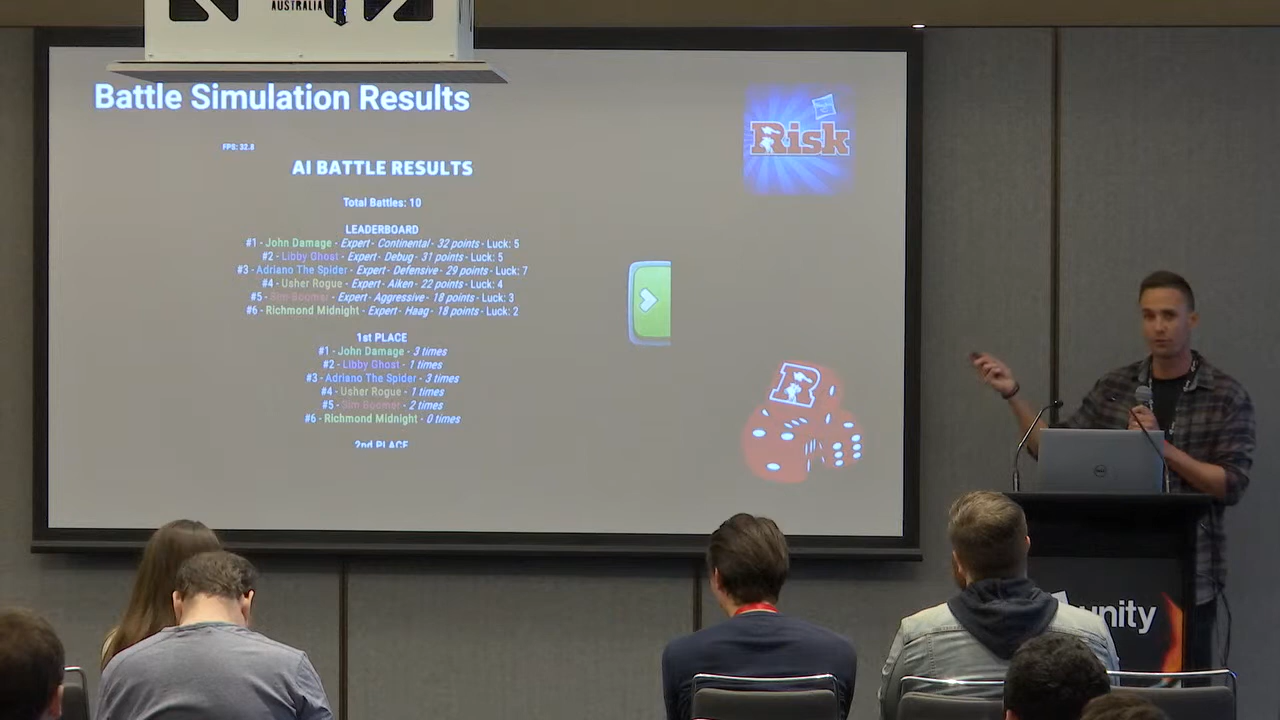 AUSTRALIA
Battle Simulation Results
Risk
FPS: 32.8
AI BATTLE RESULTS
Total Battles: 10
LEADERBOARD
#1 - John Damage - Expert - Continental - 32 points - Luck: 5
#2 - Libby Ghost - Expert - Debug - 31 points - Luck: 5
#3 - Adriano The Spider - Expert - Defensive - 29 points - Luck: 7
#4 - Usher Rogue - Expert - Aiken - 22 points - Luck: 4
#5 - Sim Boomer - Expert - Aggressive - 18 points - Luck: 3
#6 - Richmond Midnight - Expert - Haag - 18 points - Luck: 2
1st PLACE
#1 - John Damage - 3 times
#2 - Libby Ghost - 1 times
#3 - Adriano The Spider - 3 times
#4 - Usher Rogue - 1 times
#5 - Sim Boomer - 2 times
#6 - Richmond Midnight - 0 times
2nd PLACE
R
unity